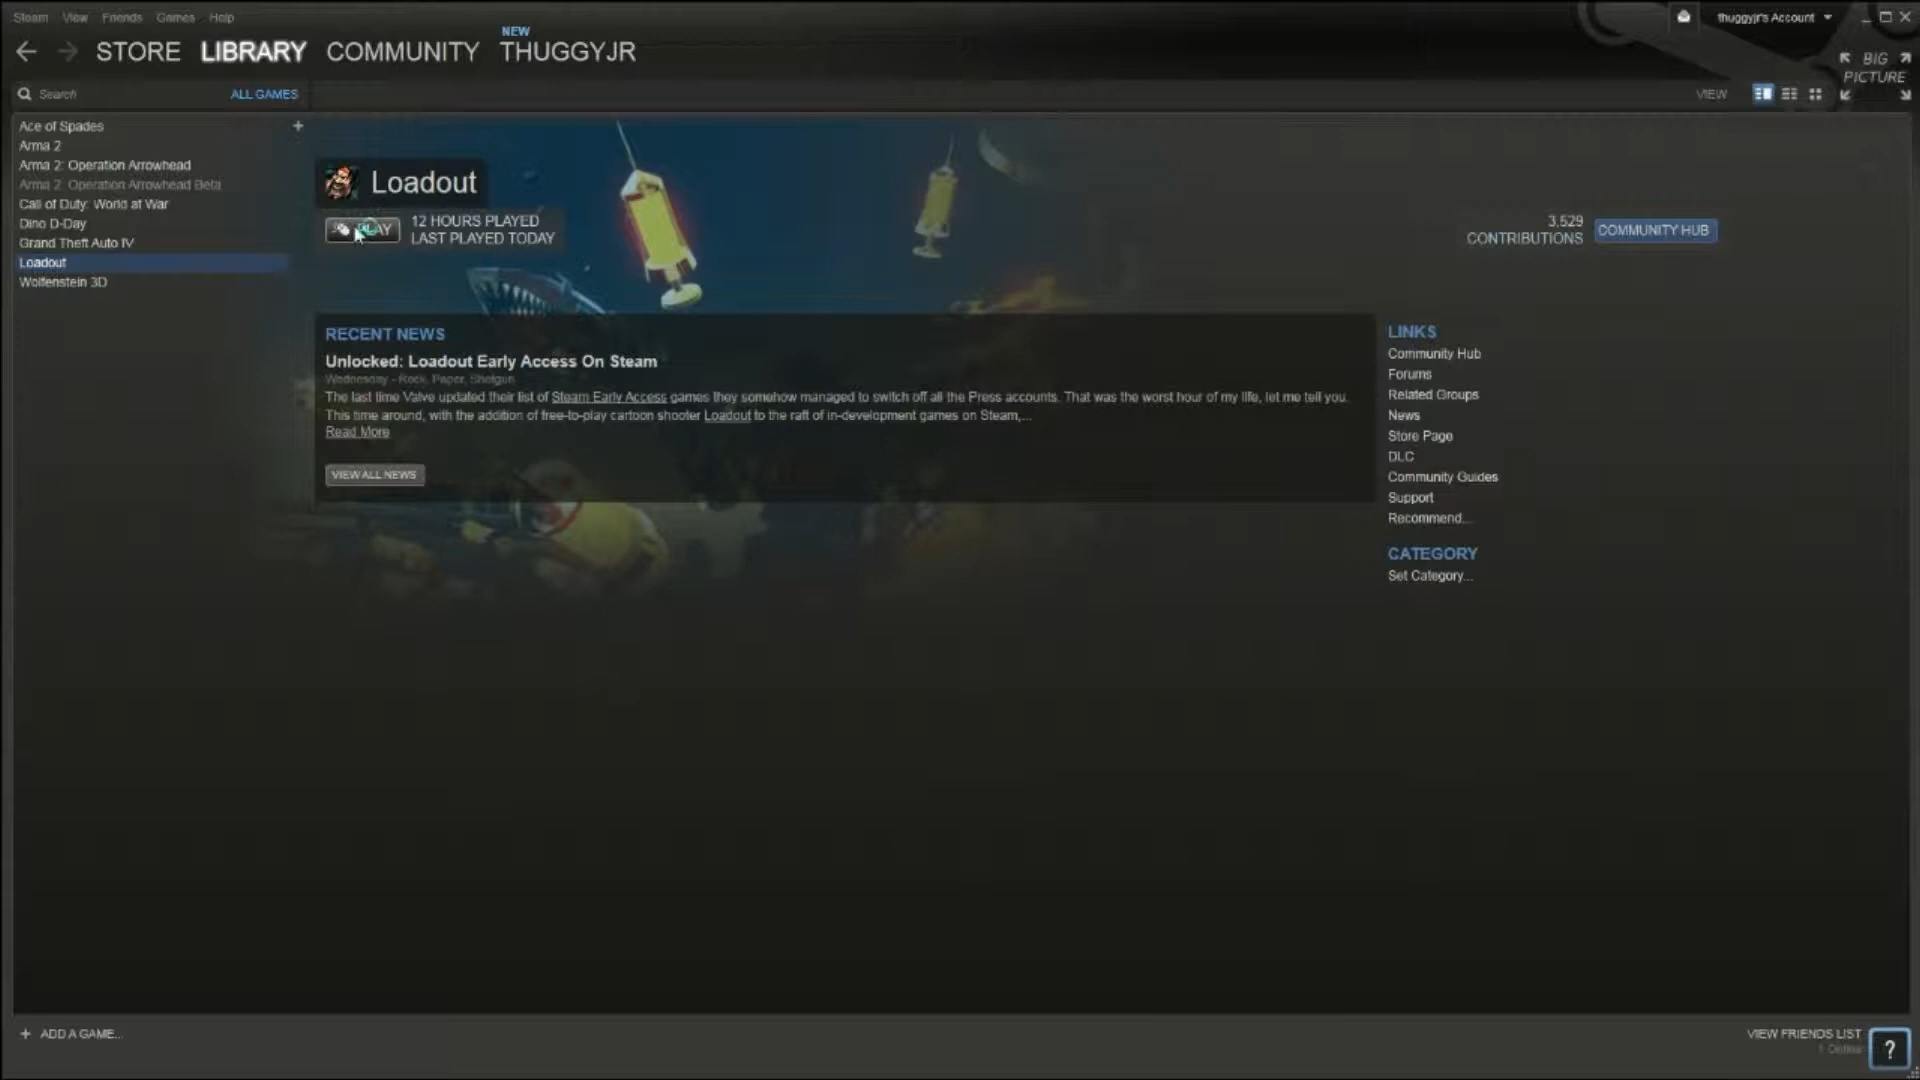 Steam View Friends Games Help
thuggyjr's Account
NEW
STORE LIBRARY COMMUNITY THUGGYJR
BIG PICTURE
Search ALL GAMES
VIEW
Ace of Spades
Arma 2
Arma 2: Operation Arrowhead
Arma 2: Operation Arrowhead Beta
Call of Duty: World at War
Dino D-Day
Grand Theft Auto IV
Loadout
Wolfenstein 3D
Loadout
PLAY
12 HOURS PLAYED
LAST PLAYED TODAY
3,529
CONTRIBUTIONS
COMMUNITY HUB
RECENT NEWS
Unlocked: Loadout Early Access On Steam
Wednesday - Rock, Paper, Shotgun
The last time Valve updated their list of Steam Early Access games they somehow managed to switch off all the Press accounts. That was the worst hour of my life, let me tell you.
This time around, with the addition of free-to-play cartoon shooter Loadout to the raft of in-development games on Steam,...
Read More
VIEW ALL NEWS
LINKS
Community Hub
Forums
Related Groups
News
Store Page
DLC
Community Guides
Support
Recommend...
CATEGORY
Set Category...
+ ADD A GAME...
VIEW FRIENDS LIST
1 Online
?